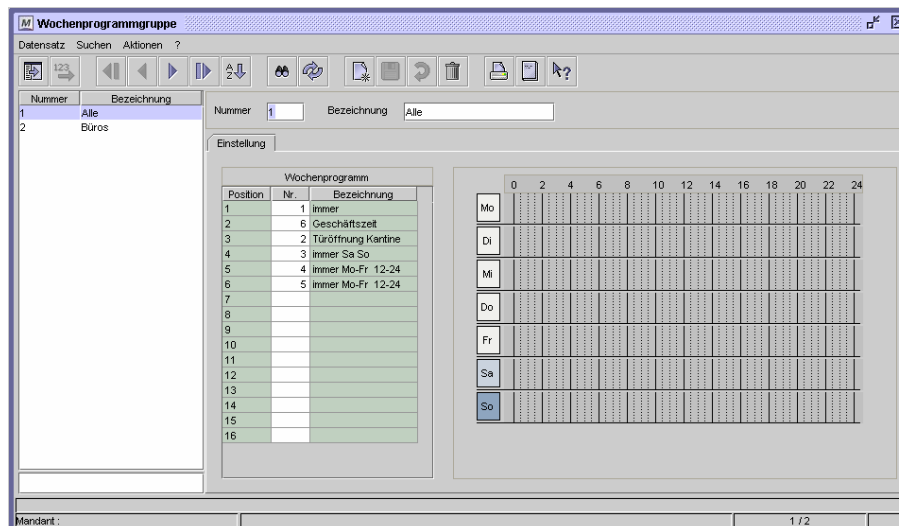 Wochenprogrammgruppe
Datensatz Suchen Aktionen ?
Nummer Bezeichnung
1 Alle
2 Büros
Nummer 1 Bezeichnung Alle
Einstellung
Wochenprogramm
Position Nr. Bezeichnung
1 1 immer
2 6 Geschäftszeit
3 2 Türöffnung Kantine
4 3 immer Sa So
5 4 immer Mo-Fr 12-24
6 5 immer Mo-Fr 12-24
7
8
9
10
11
12
13
14
15
16
0 2 4 6 8 10 12 14 16 18 20 22 24
Mo
Di
Mi
Do
Fr
Sa
So
Mandant :
1 / 2